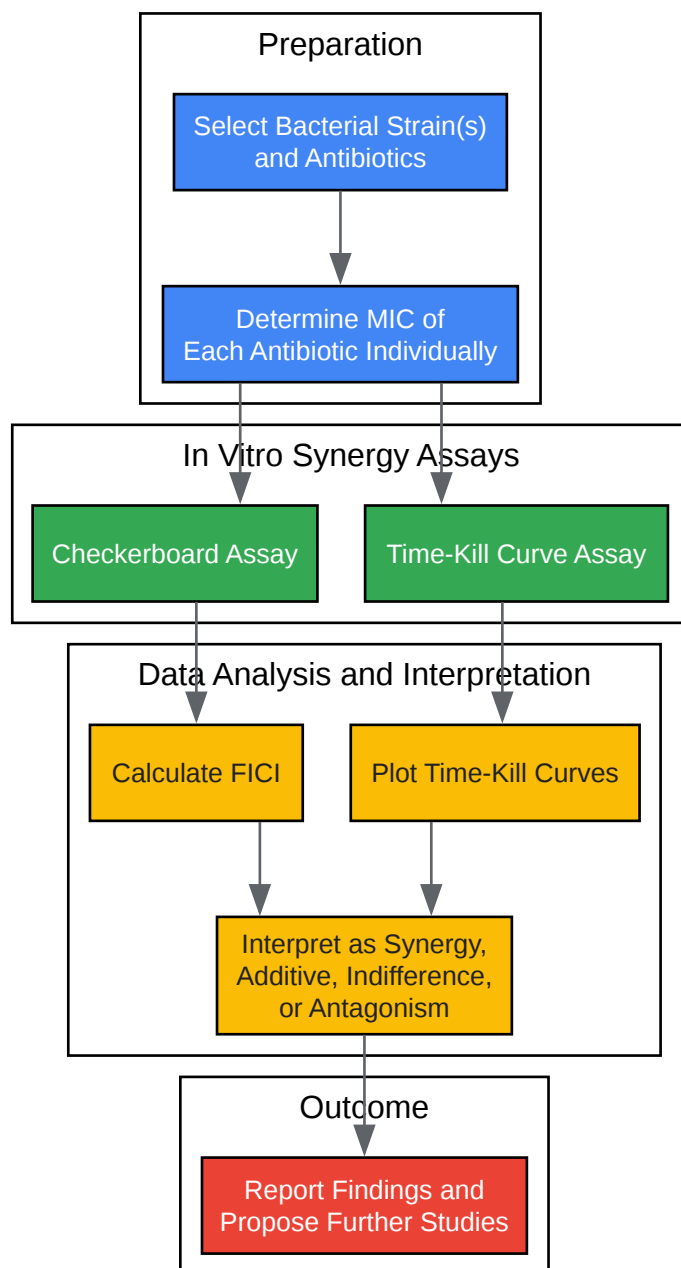 Preparation
Select Bacterial Strain(s)
and Antibiotics
Determine MIC of
Each Antibiotic Individually
In Vitro Synergy Assays
Checkerboard Assay
Time-Kill Curve Assay
Data Analysis and Interpretation
Calculate FICI
Plot Time-Kill Curves
Interpret as Synergy,
Additive, Indifference,
or Antagonism
Outcome
Report Findings and
Propose Further Studies